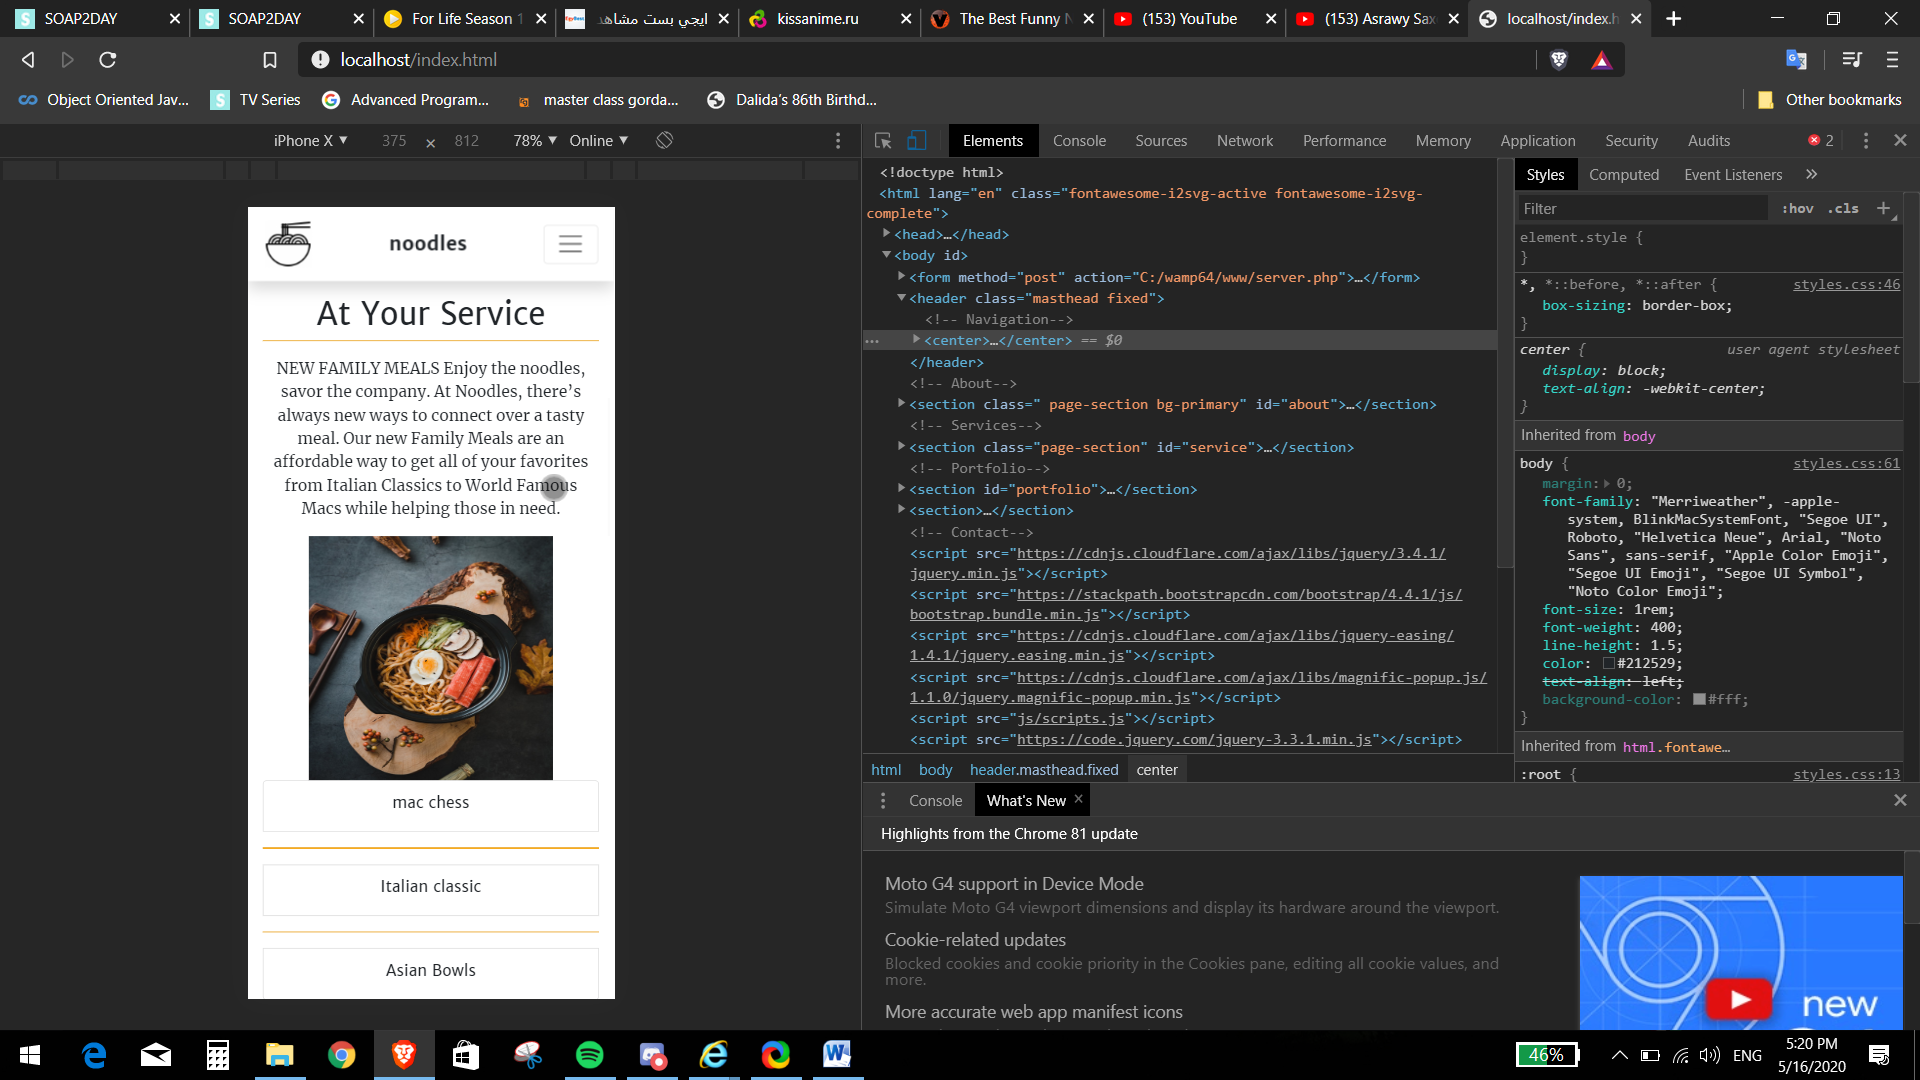 SOAP2DAY
SOAP2DAY
For Life Season 1
ايجي بست مشاهد
kissanime.ru
The Best Funny N
(153) YouTube
(153) Asrawy Sax
localhost/index.h
localhost/index.html
Object Oriented Jav...
TV Series
Advanced Program...
master class gorda...
Dalida's 86th Birthd...
Other bookmarks
iPhone X
375
×
812
78%
Online
Elements
Console
Sources
Network
Performance
Memory
Application
Security
Audits
2
noodles
At Your Service
NEW FAMILY MEALS Enjoy the noodles,
savor the company. At Noodles, there's
always new ways to connect over a tasty
meal. Our new Family Meals are an
affordable way to get all of your favorites
from Italian Classics to World Famous
Macs while helping those in need.
mac chess
Italian classic
Asian Bowls
<!doctype html>
<html lang="en" class="fontawesome-i2svg-active fontawesome-i2svg-
complete">
<head>…</head>
<body id>
<form method="post" action="C:/wamp64/www/server.php">…</form>
<header class="masthead fixed">
<!-- Navigation-->
<center>…</center> == $0
</header>
<!-- About-->
<section class=" page-section bg-primary" id="about">…</section>
<!-- Services-->
<section class="page-section" id="service">…</section>
<!-- Portfolio-->
<section id="portfolio">…</section>
<section>…</section>
<!-- Contact-->
<script src="https://cdnjs.cloudflare.com/ajax/libs/jquery/3.4.1/
jquery.min.js"></script>
<script src="https://stackpath.bootstrapcdn.com/bootstrap/4.4.1/js/
bootstrap.bundle.min.js"></script>
<script src="https://cdnjs.cloudflare.com/ajax/libs/jquery-easing/
1.4.1/jquery.easing.min.js"></script>
<script src="https://cdnjs.cloudflare.com/ajax/libs/magnific-popup.js/
1.1.0/jquery.magnific-popup.min.js"></script>
<script src="js/scripts.js"></script>
<script src="https://code.jquery.com/jquery-3.3.1.min.js"></script>
html body header.masthead.fixed center
Styles
Computed
Event Listeners
»
Filter
:hov .cls +
element.style {
}
*, *::before, *::after { styles.css:46
box-sizing: border-box;
}
center { user agent stylesheet
display: block;
text-align: -webkit-center;
}
Inherited from body
body { styles.css:61
margin: 0;
font-family: "Merriweather", -apple-
system, BlinkMacSystemFont, "Segoe UI",
Roboto, "Helvetica Neue", Arial, "Noto
Sans", sans-serif, "Apple Color Emoji",
"Segoe UI Emoji", "Segoe UI Symbol",
"Noto Color Emoji";
font-size: 1rem;
font-weight: 400;
line-height: 1.5;
color: #212529;
text-align: left;
background-color: #fff;
}
Inherited from html.fontawe…
:root { styles.css:13
Console
What's New
Highlights from the Chrome 81 update
Moto G4 support in Device Mode
Simulate Moto G4 viewport dimensions and display its hardware around the viewport.
Cookie-related updates
Blocked cookies and cookie priority in the Cookies pane, editing all cookie values, and
more.
More accurate web app manifest icons
new
46%
ENG
5:20 PM
5/16/2020